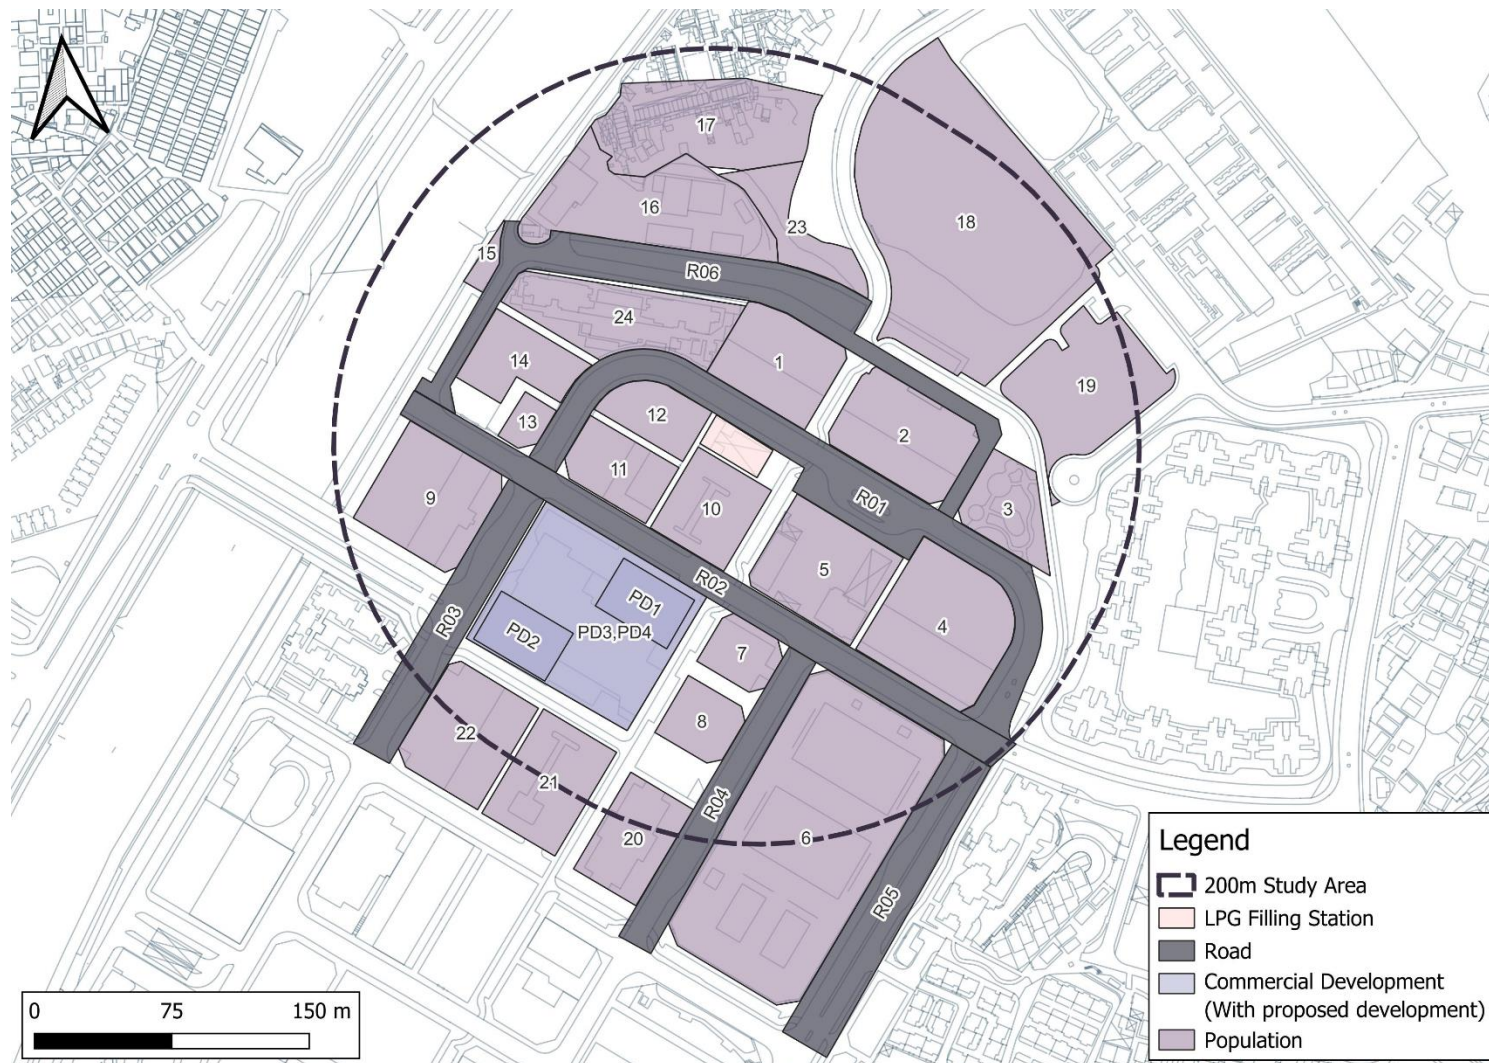 17
16
23
18
15
R06
24
1
14
19
12
13
2
11
9
10
R01
3
5
R02
PD1
R03
PD2
PD3,PD4
4
7
8
22
21
R04
20
6
R05
0
75
150 m
Legend
200m Study Area
LPG Filling Station
Road
Commercial Development
(With proposed development)
Population